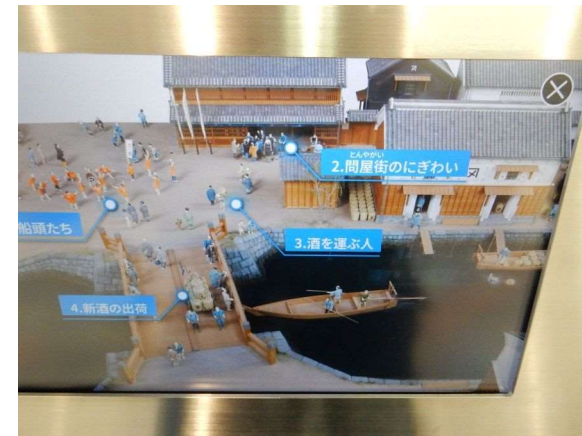 とんやがい
2.問屋街のにぎわい
船頭たち
3.酒を運ぶ人
4.新酒の出荷